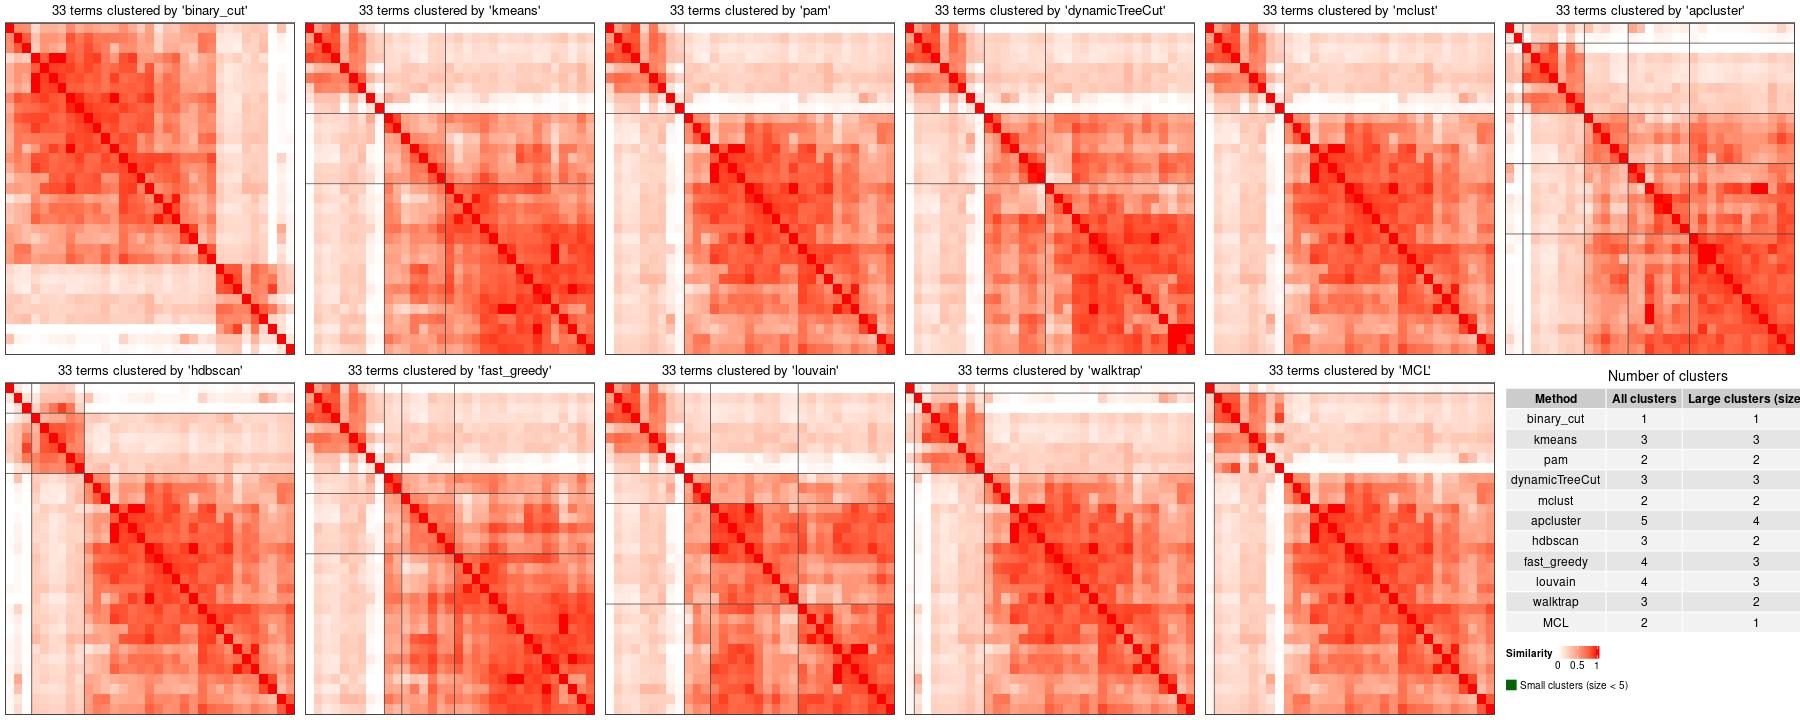 33 terms clustered by 'binary_cut'
33 terms clustered by 'kmeans'
33 terms clustered by 'pam'
33 terms clustered by 'dynamicTreeCut'
33 terms clustered by 'mclust'
33 terms clustered by 'apcluster'
33 terms clustered by 'hdbscan'
33 terms clustered by 'fast_greedy'
33 terms clustered by 'louvain'
33 terms clustered by 'walktrap'
33 terms clustered by 'MCL'
Number of clusters
Method All clusters Large clusters (size
binary_cut 1 1
kmeans 3 3
pam 2 2
dynamicTreeCut 3 3
mclust 2 2
apcluster 5 4
hdbscan 3 2
fast_greedy 4 3
louvain 4 3
walktrap 3 2
MCL 2 1
Similarity
0 0.5 1
Small clusters (size < 5)